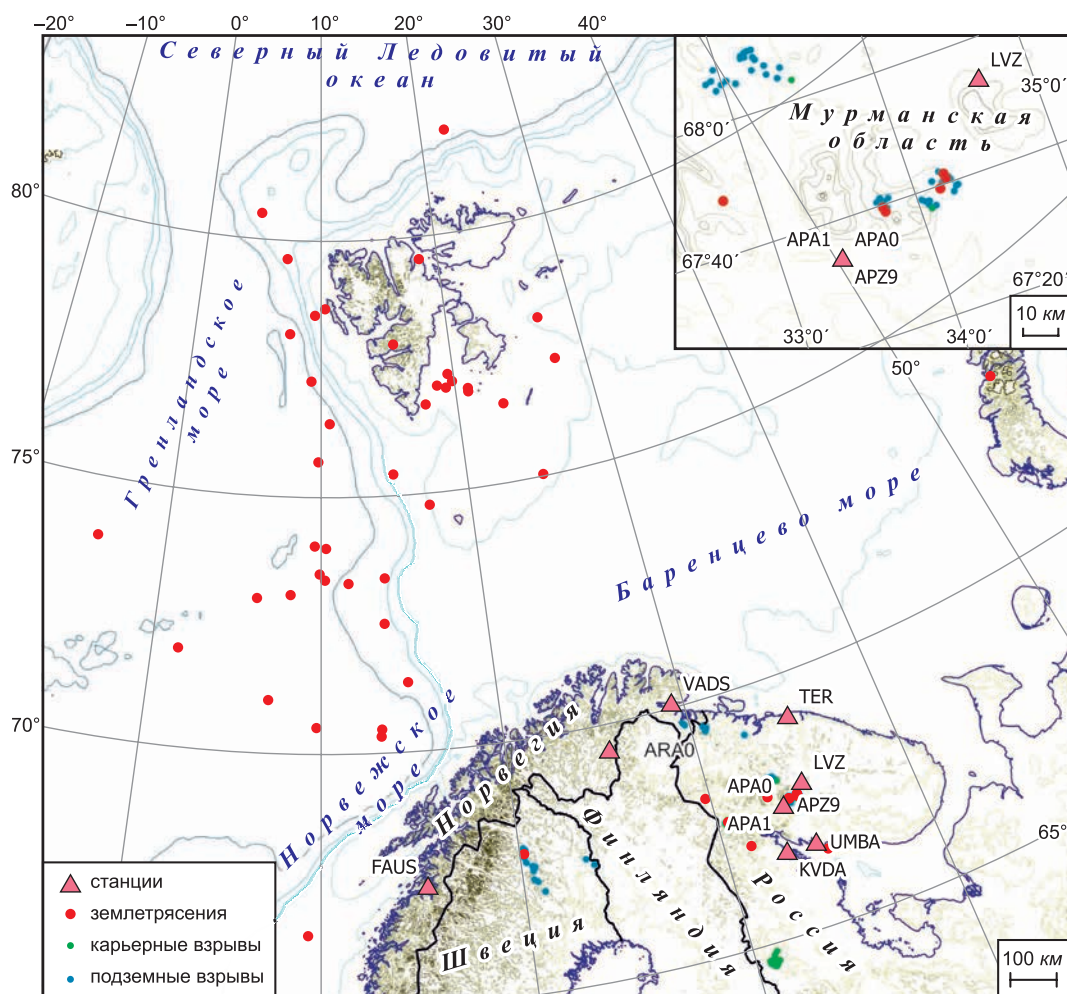 –20° –10° 0° 10° 20° 30° 40°
Северный Ледовитый
океан
80°
75°
70°
Гренландское
море
Баренцево море
Норвежское
море
50°
65°
LVZ
35°0´
68°0´
Мурманская
область
APA1 APA0
APZ9
67°40´
67°20´
33°0´
34°0´
10 км
VADS
TER
ARA0
LVZ
APA0
APZ9
APA1
UMBA
KVDA
FAUS
Норвегия
Швеция
Финляндия
Россия
станции
землетрясения
карьерные взрывы
подземные взрывы
100 км